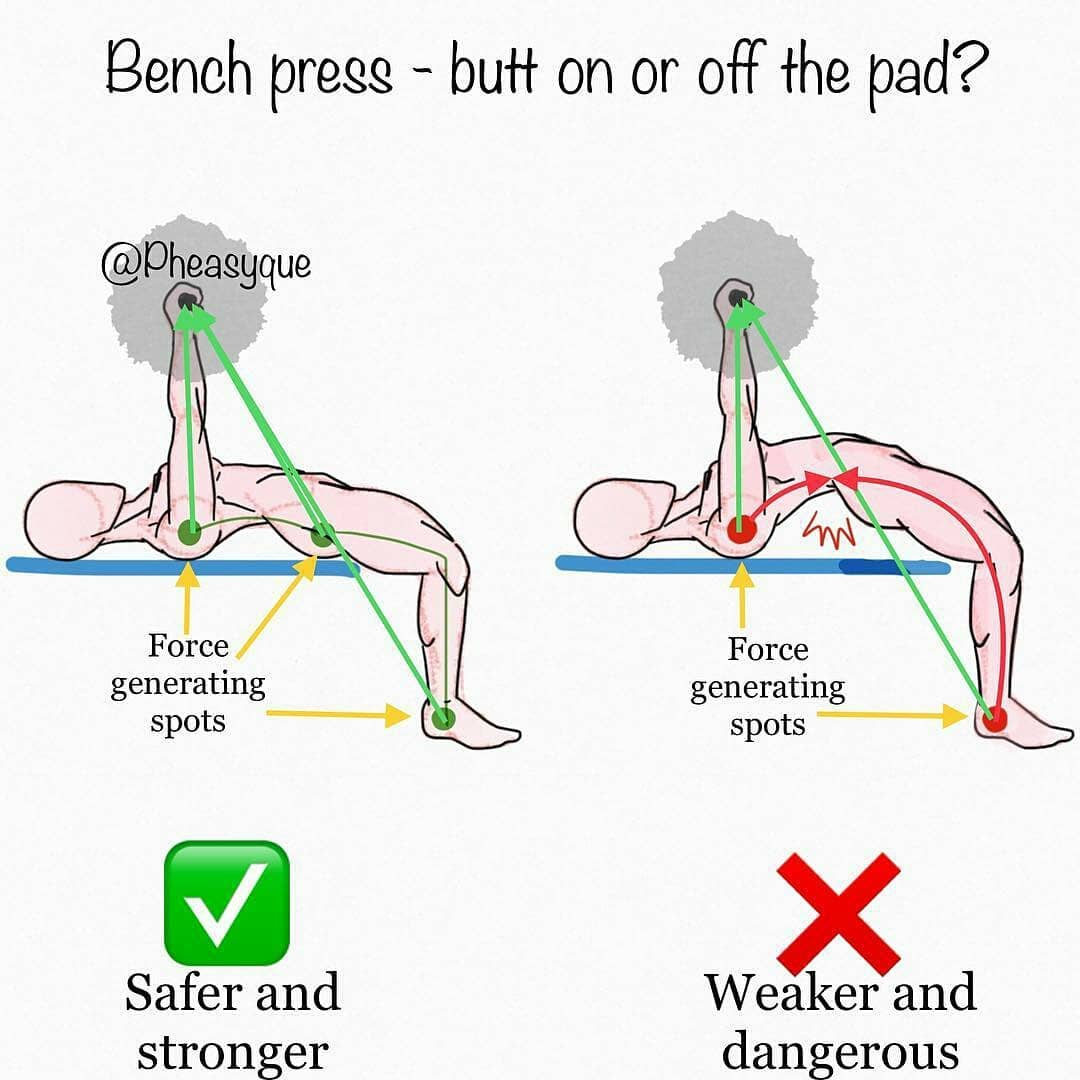 Bench press - butt on or off the pad?
@Pheasyque
Force
generating
spots
Force
generating
spots
Safer and
stronger
Weaker and
dangerous